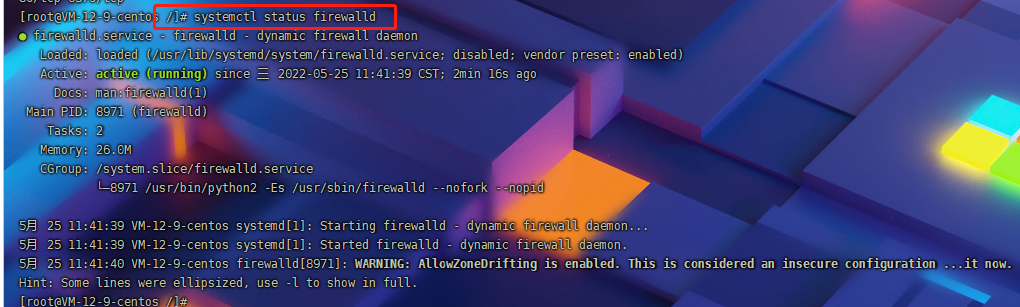 [root@VM-12-9-centos /]# systemctl status firewalld
● firewalld.service - firewalld - dynamic firewall daemon
Loaded: loaded (/usr/lib/systemd/system/firewalld.service; disabled; vendor preset: enabled)
Active: active (running) since 三 2022-05-25 11:41:39 CST; 2min 16s ago
Docs: man:firewalld(1)
Main PID: 8971 (firewalld)
Tasks: 2
Memory: 26.0M
CGroup: /system.slice/firewalld.service
└─8971 /usr/bin/python2 -Es /usr/sbin/firewalld --nofork --nopid
5月 25 11:41:39 VM-12-9-centos systemd[1]: Starting firewalld - dynamic firewall daemon...
5月 25 11:41:39 VM-12-9-centos systemd[1]: Started firewalld - dynamic firewall daemon.
5月 25 11:41:40 VM-12-9-centos firewalld[8971]: WARNING: AllowZoneDrifting is enabled. This is considered an insecure configuration ...it now.
Hint: Some lines were ellipsized, use -l to show in full.
[root@VM-12-9-centos /]#